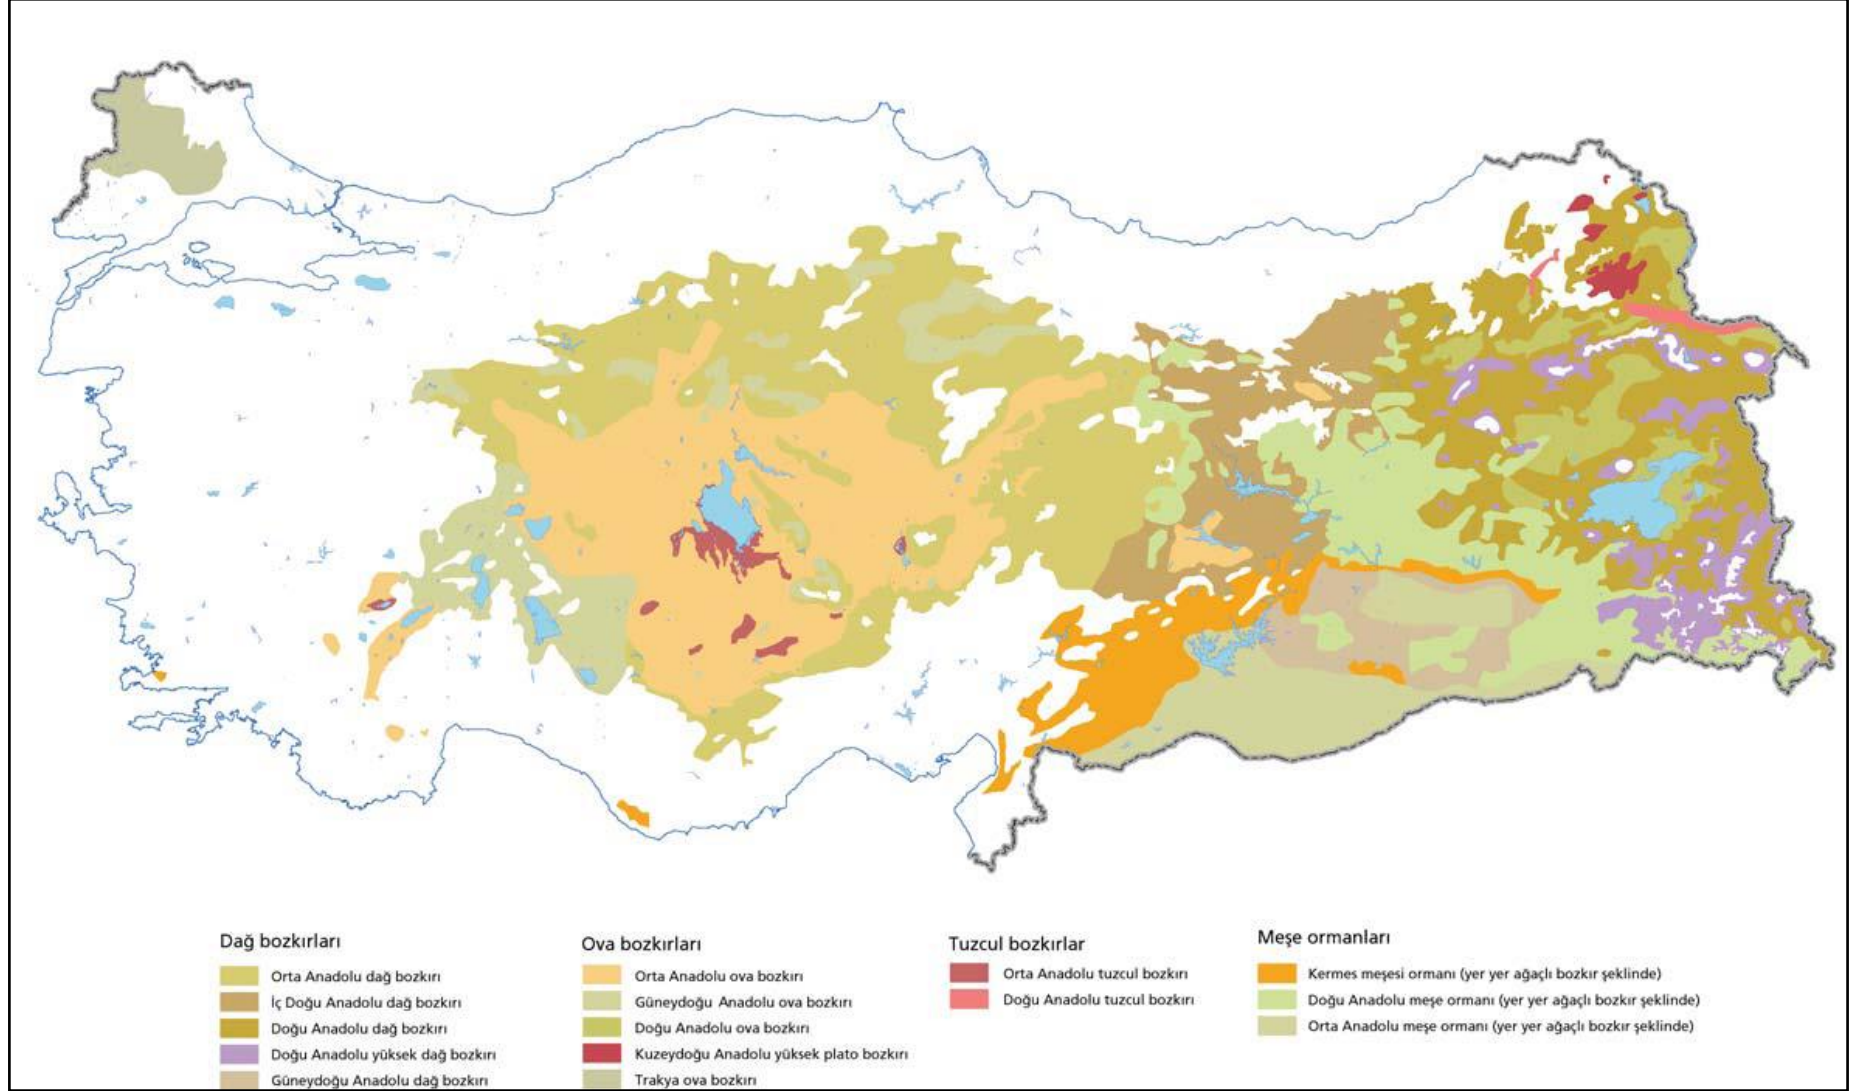 Dağ bozkırları
Orta Anadolu dağ bozkırı
İç Doğu Anadolu dağ bozkırı
Doğu Anadolu dağ bozkırı
Doğu Anadolu yüksek dağ bozkırı
Güneydoğu Anadolu dağ bozkırı
Ova bozkırları
Orta Anadolu ova bozkırı
Güneydoğu Anadolu ova bozkırı
Doğu Anadolu ova bozkırı
Kuzeydoğu Anadolu yüksek plato bozkırı
Trakya ova bozkırı
Tuzcul bozkırlar
Orta Anadolu tuzcul bozkırı
Doğu Anadolu tuzcul bozkırı
Meşe ormanları
Kermes meşesi ormanı (yer yer ağaçlı bozkır şeklinde)
Doğu Anadolu meşe ormanı (yer yer ağaçlı bozkır şeklinde)
Orta Anadolu meşe ormanı (yer yer ağaçlı bozkır şeklinde)